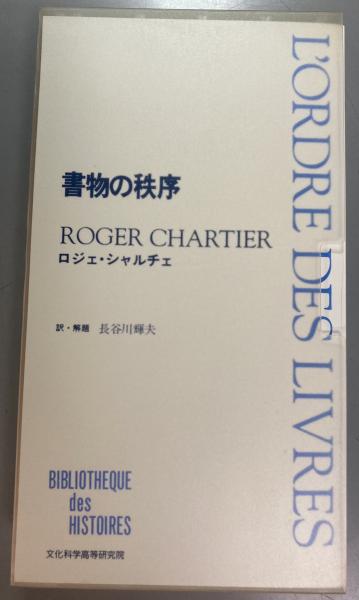 L'ORDRE DES LIVRES
書物の秩序
ROGER CHARTIER
ロジェ・シャルチェ
訳・解題 長谷川輝夫
BIBLIOTHEQUE
des
HISTOIRES
文化科学高等研究院